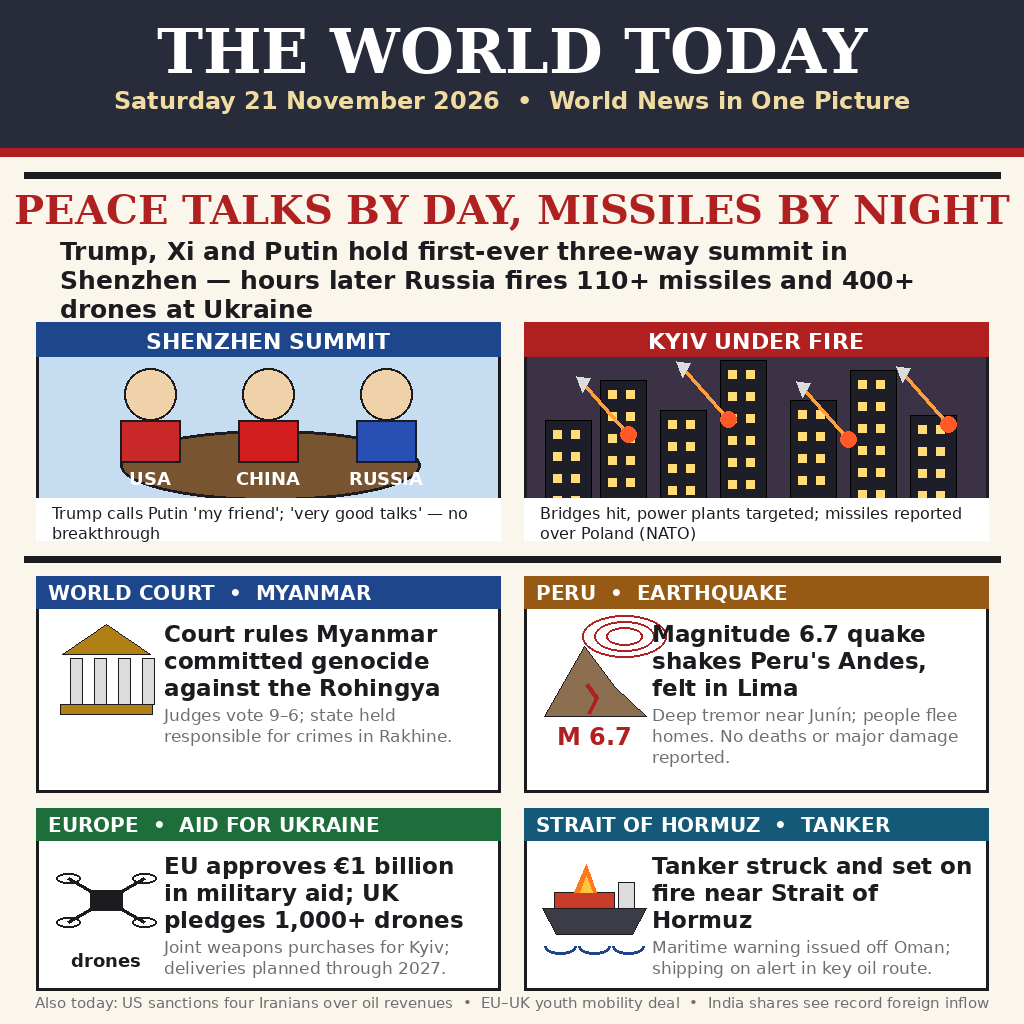 THE WORLD TODAY
Saturday 21 November 2026 • World News in One Picture
PEACE TALKS BY DAY, MISSILES BY NIGHT
Trump, Xi and Putin hold first-ever three-way summit in
Shenzhen — hours later Russia fires 110+ missiles and 400+
drones at Ukraine
SHENZHEN SUMMIT
USA
CHINA
RUSSIA
Trump calls Putin 'my friend'; 'very good talks' — no
breakthrough
KYIV UNDER FIRE
Bridges hit, power plants targeted; missiles reported
over Poland (NATO)
WORLD COURT • MYANMAR
Court rules Myanmar
committed genocide
against the Rohingya
Judges vote 9–6; state held
responsible for crimes in Rakhine.
PERU • EARTHQUAKE
M 6.7
Magnitude 6.7 quake
shakes Peru's Andes,
felt in Lima
Deep tremor near Junín; people flee
homes. No deaths or major damage
reported.
EUROPE • AID FOR UKRAINE
drones
EU approves €1 billion
in military aid; UK
pledges 1,000+ drones
Joint weapons purchases for Kyiv;
deliveries planned through 2027.
STRAIT OF HORMUZ • TANKER
Tanker struck and set on
fire near Strait of
Hormuz
Maritime warning issued off Oman;
shipping on alert in key oil route.
Also today: US sanctions four Iranians over oil revenues • EU–UK youth mobility deal • India shares see record foreign inflow